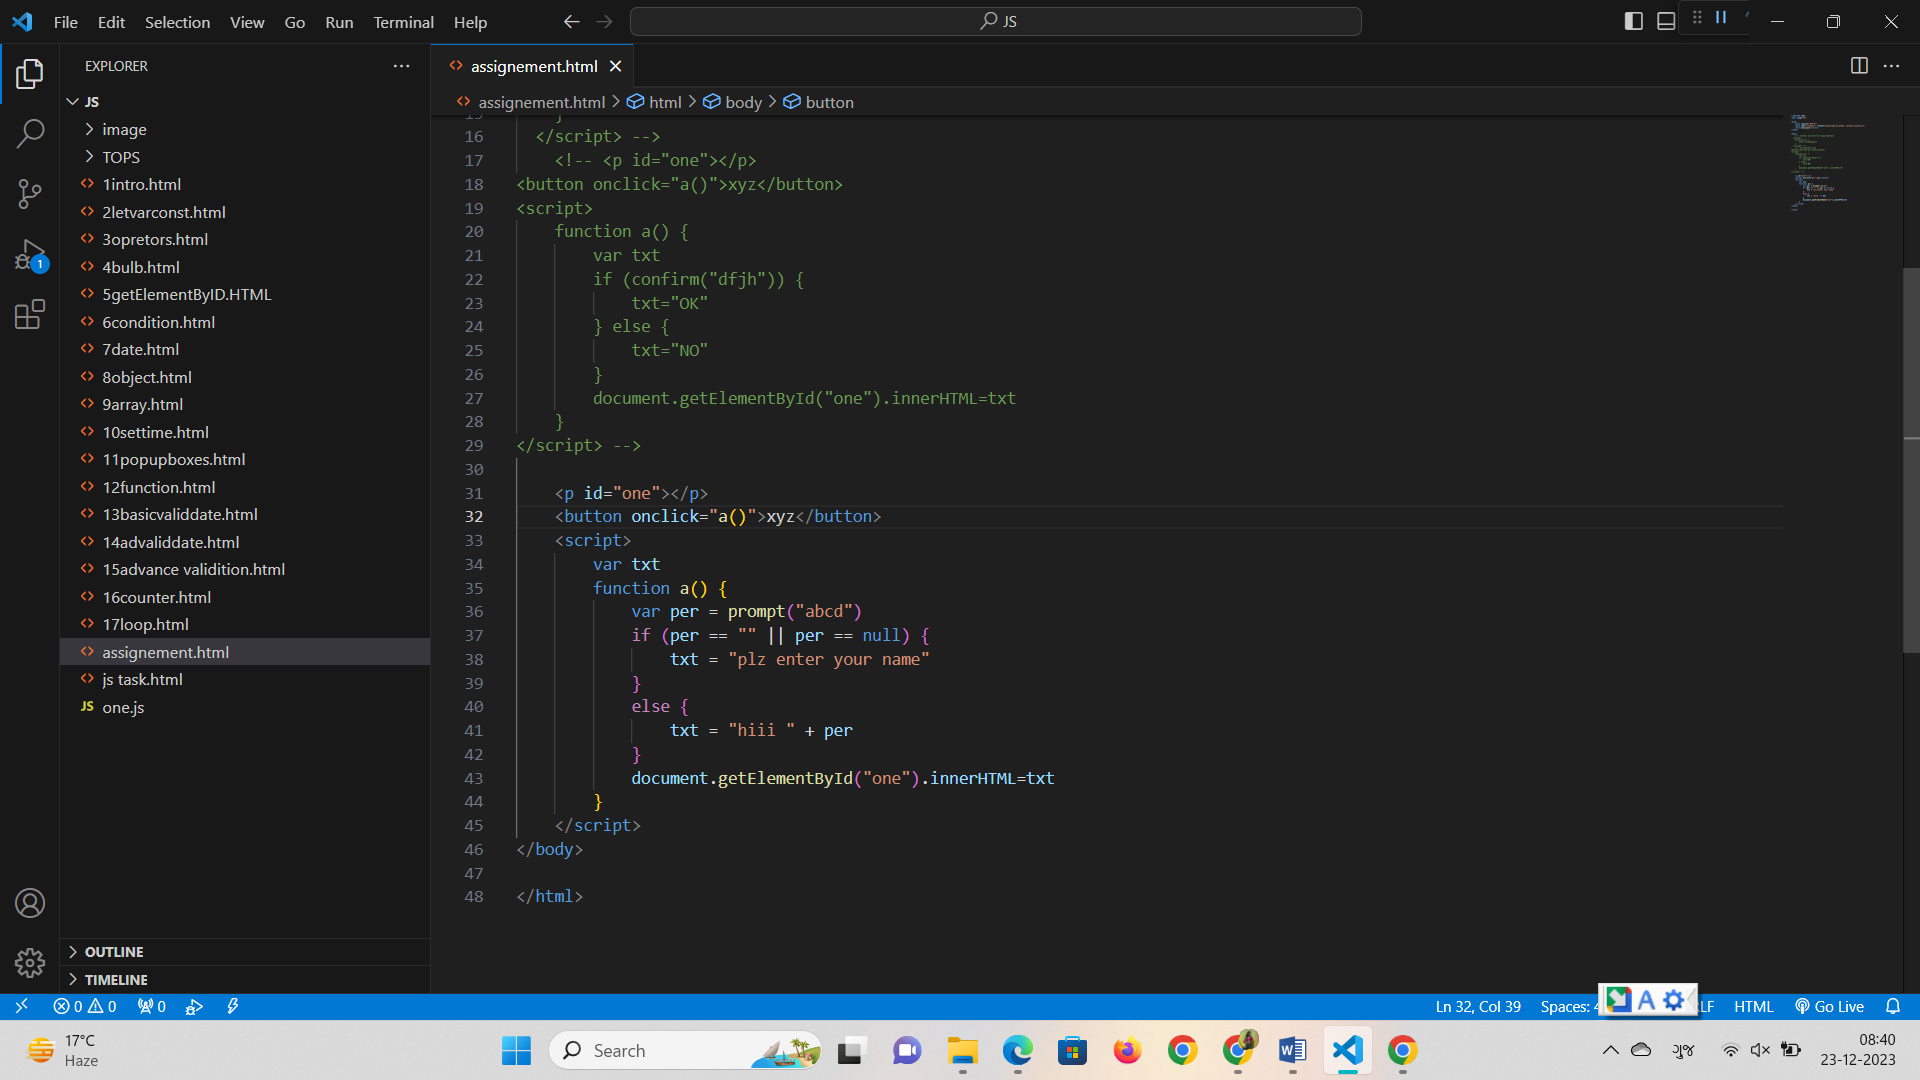 File Edit Selection View Go Run Terminal Help
JS
EXPLORER
JS
image
TOPS
1intro.html
2letvarconst.html
3opretors.html
4bulb.html
5getElementByID.HTML
6condition.html
7date.html
8object.html
9array.html
10settime.html
11popupboxes.html
12function.html
13basicvaliddate.html
14advaliddate.html
15advance validition.html
16counter.html
17loop.html
assignement.html
js task.html
JS one.js
OUTLINE
TIMELINE
1
assignement.html
assignement.html > html > body > button
16 </script> -->
17 <!-- <p id="one"></p>
18 <button onclick="a()">xyz</button>
19 <script>
20 function a() {
21 var txt
22 if (confirm("dfjh")) {
23 txt="OK"
24 } else {
25 txt="NO"
26 }
27 document.getElementById("one").innerHTML=txt
28 }
29 </script> -->
30
31 <p id="one"></p>
32 <button onclick="a()">xyz</button>
33 <script>
34 var txt
35 function a() {
36 var per = prompt("abcd")
37 if (per == "" || per == null) {
38 txt = "plz enter your name"
39 }
40 else {
41 txt = "hiii " + per
42 }
43 document.getElementById("one").innerHTML=txt
44 }
45 </script>
46 </body>
47
48 </html>
0 0 0
Ln 32, Col 39 Spaces: A LF HTML Go Live
17°C
Haze
Search
ગુજ
08:40
23-12-2023